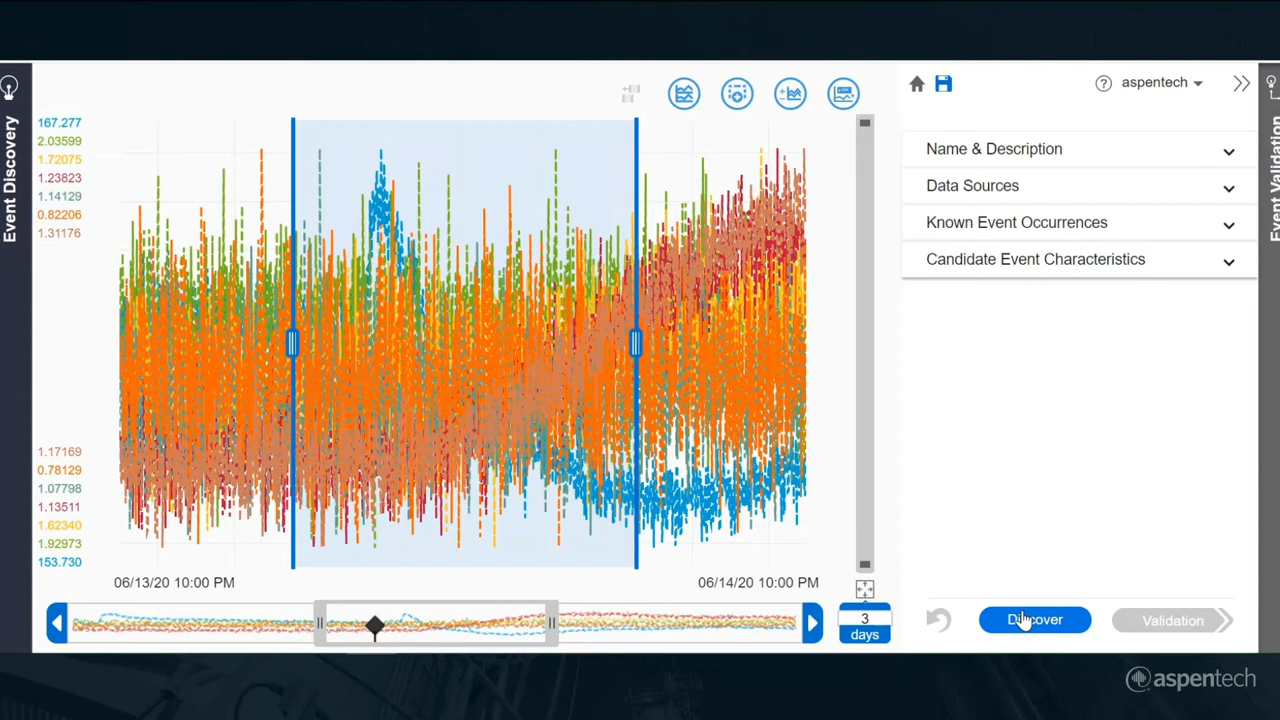 Event Discovery
167.277
2.03599
1.72075
1.23823
1.14129
0.82206
1.31176
1.17169
0.78129
1.07798
1.13511
1.62340
1.92973
153.730
06/13/20 10:00 PM
06/14/20 10:00 PM
3
days
aspentech
Name & Description
Data Sources
Known Event Occurrences
Candidate Event Characteristics
Discover
Validation
Event Validation
aspentech